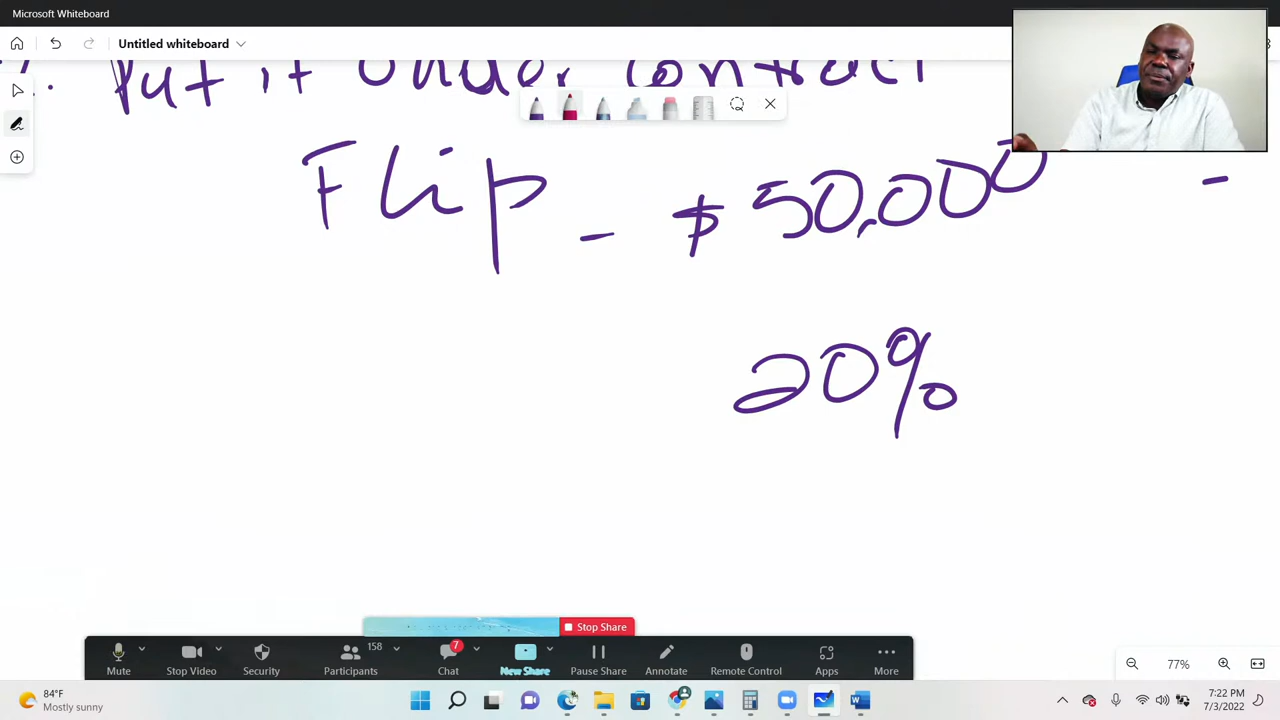 Microsoft Whiteboard
Untitled whiteboard
. Put it under contract
Flip - $50,000 -
20%
Stop Share
158
7
Mute
Stop Video
Security
Participants
Chat
New Share
Pause Share
Annotate
Remote Control
Apps
More
77%
84°F
Mostly sunny
7:22 PM
7/3/2022